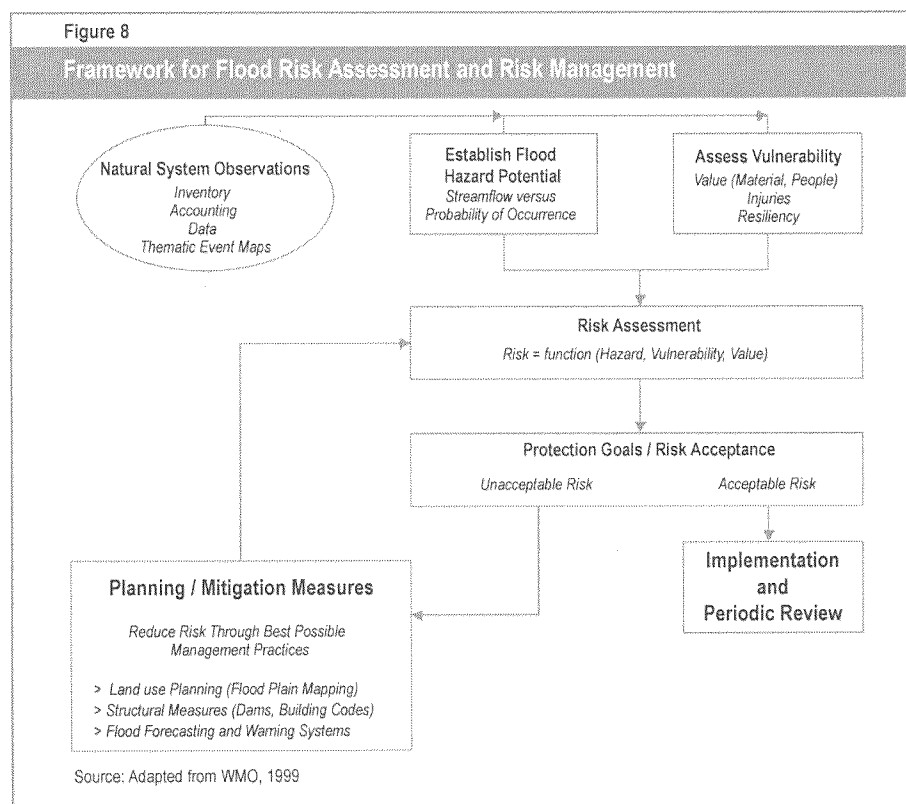 Figure 8
Framework for Flood Risk Assessment and Risk Management
Natural System Observations
Inventory
Accounting
Data
Thematic Event Maps
Establish Flood
Hazard Potential
Streamflow versus
Probability of Occurrence
Assess Vulnerability
Value (Material, People)
Injuries
Resiliency
Risk Assessment
Risk = function (Hazard, Vulnerability, Value)
Protection Goals / Risk Acceptance
Unacceptable Risk
Acceptable Risk
Implementation
and
Periodic Review
Planning / Mitigation Measures
Reduce Risk Through Best Possible
Management Practices
> Land use Planning (Flood Plain Mapping)
> Structural Measures (Dams, Building Codes)
> Flood Forecasting and Warning Systems
Source: Adapted from WMO, 1999